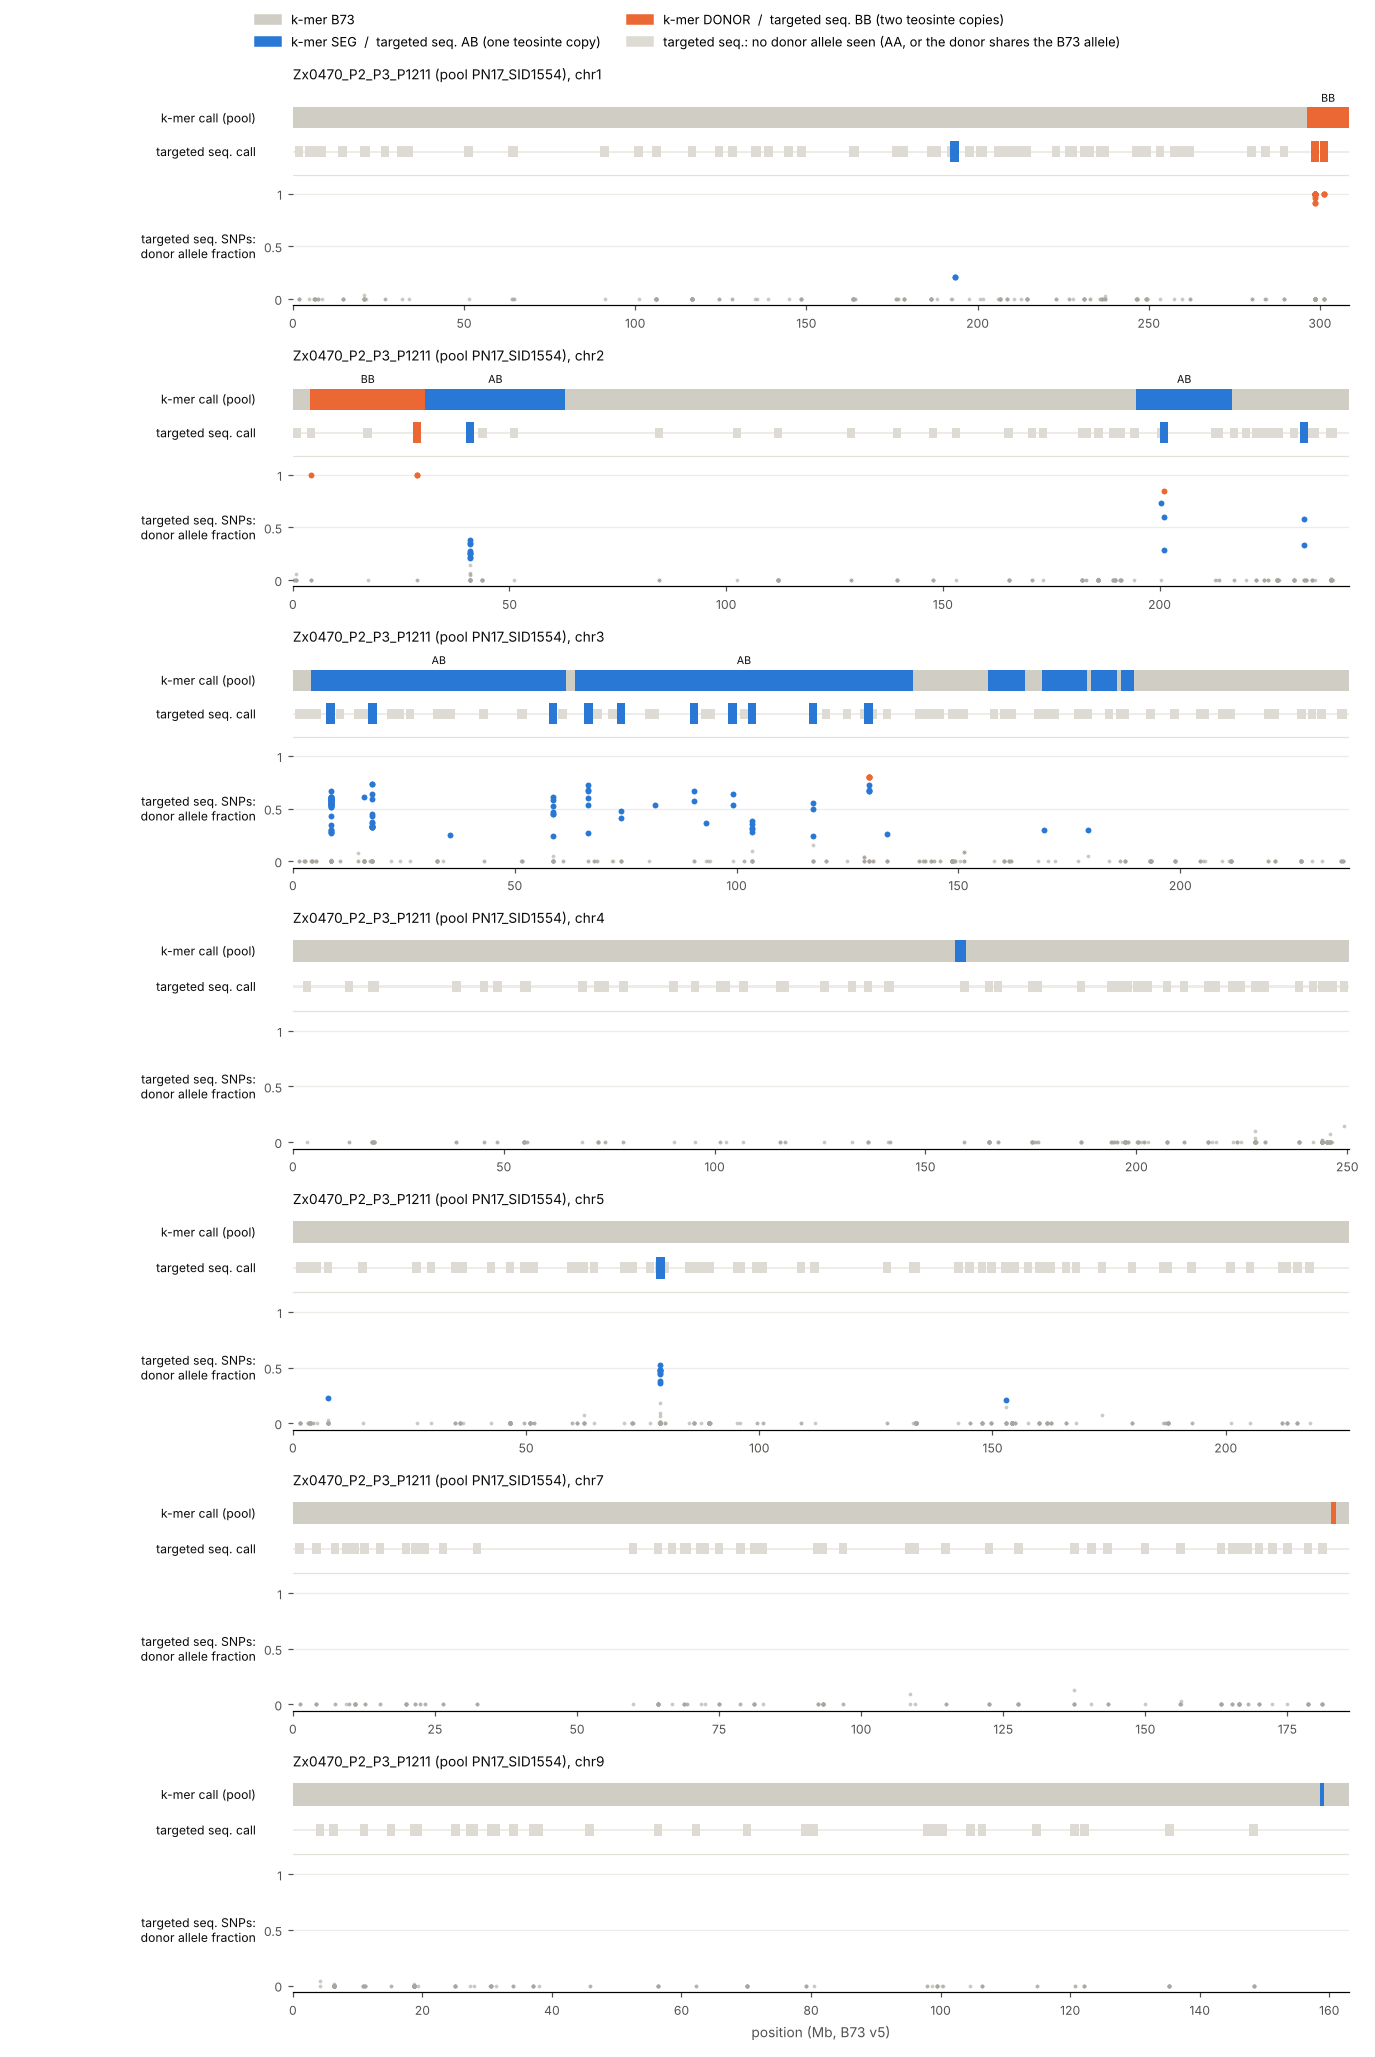 k-mer B73
k-mer DONOR / targeted seq. BB (two teosinte copies)
k-mer SEG / targeted seq. AB (one teosinte copy)
targeted seq.: no donor allele seen (AA, or the donor shares the B73 allele)
Zx0470_P2_P3_P1211 (pool PN17_SID1554), chr1
BB
k-mer call (pool)
targeted seq. call
1
targeted seq. SNPs:
donor allele fraction
0.5
0
0 50 100 150 200 250 300
Zx0470_P2_P3_P1211 (pool PN17_SID1554), chr2
BB AB AB
k-mer call (pool)
targeted seq. call
1
targeted seq. SNPs:
donor allele fraction
0.5
0
0 50 100 150 200
Zx0470_P2_P3_P1211 (pool PN17_SID1554), chr3
AB AB
k-mer call (pool)
targeted seq. call
1
targeted seq. SNPs:
donor allele fraction
0.5
0
0 50 100 150 200
Zx0470_P2_P3_P1211 (pool PN17_SID1554), chr4
k-mer call (pool)
targeted seq. call
1
targeted seq. SNPs:
donor allele fraction
0.5
0
0 50 100 150 200 250
Zx0470_P2_P3_P1211 (pool PN17_SID1554), chr5
k-mer call (pool)
targeted seq. call
1
targeted seq. SNPs:
donor allele fraction
0.5
0
0 50 100 150 200
Zx0470_P2_P3_P1211 (pool PN17_SID1554), chr7
k-mer call (pool)
targeted seq. call
1
targeted seq. SNPs:
donor allele fraction
0.5
0
0 25 50 75 100 125 150 175
Zx0470_P2_P3_P1211 (pool PN17_SID1554), chr9
k-mer call (pool)
targeted seq. call
1
targeted seq. SNPs:
donor allele fraction
0.5
0
0 20 40 60 80 100 120 140 160
position (Mb, B73 v5)